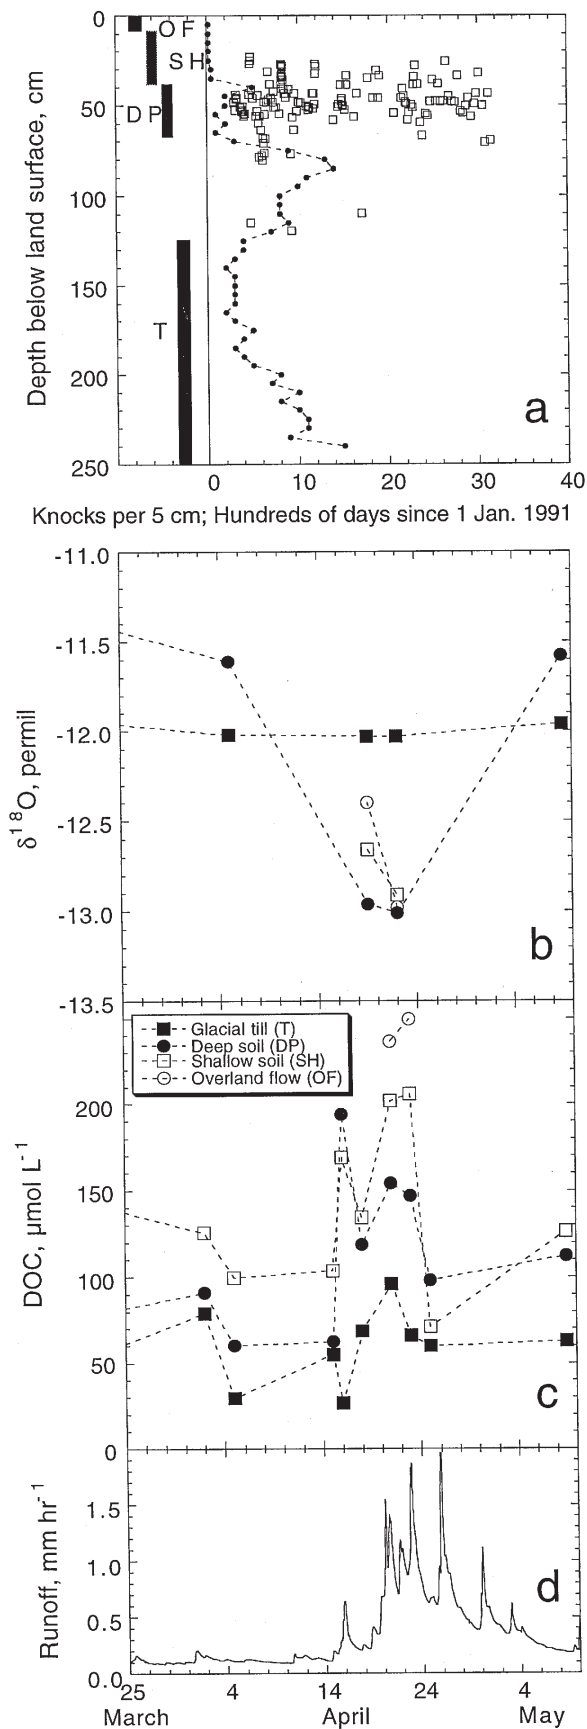 0
O F
S H
50
D P
100
150
T
200
250
a
0 10 20 30 40
Depth below land surface, cm
Knocks per 5 cm; Hundreds of days since 1 Jan. 1991
-11.0
-11.5
-12.0
-12.5
-13.0
-13.5
δ18O, permil
b
Glacial till (T)
Deep soil (DP)
Shallow soil (SH)
Overland flow (OF)
200
150
100
50
0
DOC, µmol L-1
c
1.5
1.0
0.5
0.0
Runoff, mm hr-1
d
25 4 14 24 4
March April May